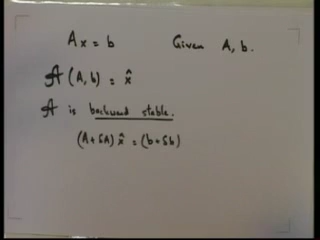 Ax = b Given A, b.
𝒜(A, b) = x̂
𝒜 is backward stable.
(A + δA) x̂ = (b + δb)